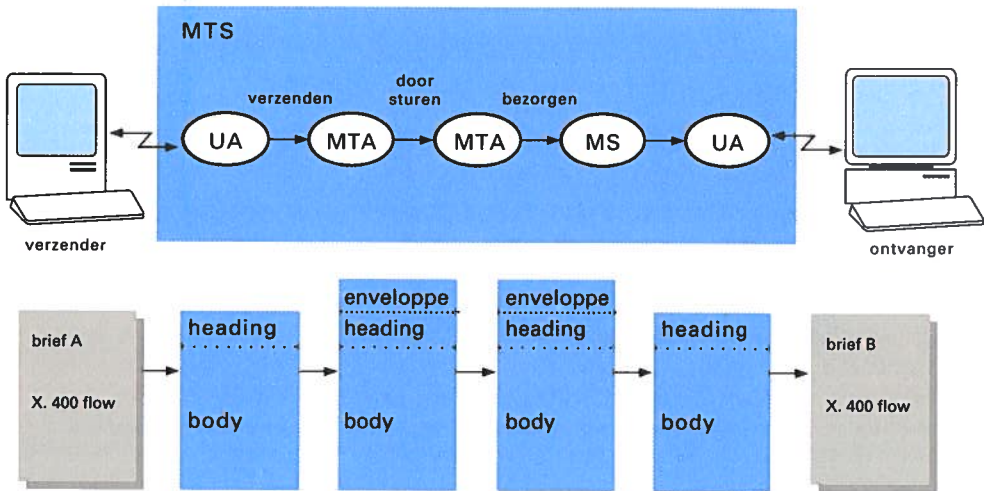 MTS
door
sturen
verzenden
bezorgen
UA
MTA
MTA
MS
UA
verzender
ontvanger
brief A
X. 400 flow
heading
body
enveloppe
heading
body
enveloppe
heading
body
heading
body
brief B
X. 400 flow